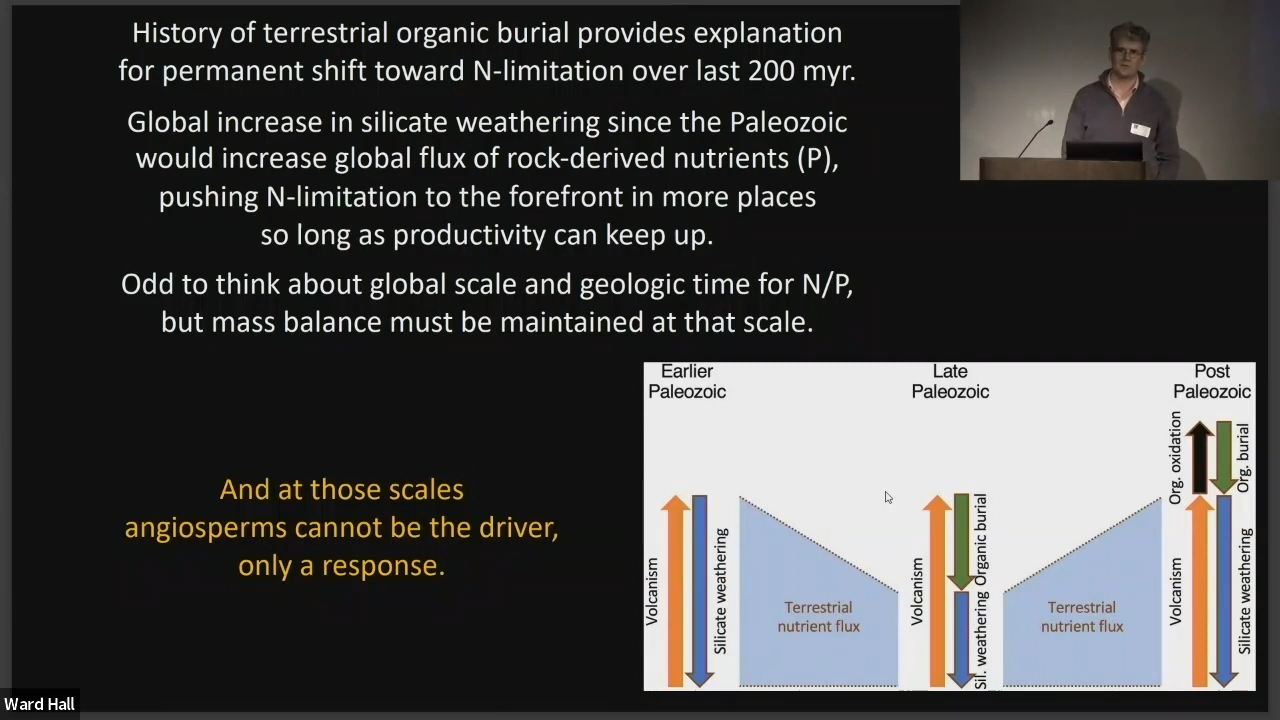 History of terrestrial organic burial provides explanation
for permanent shift toward N-limitation over last 200 myr.
Global increase in silicate weathering since the Paleozoic
would increase global flux of rock-derived nutrients (P),
pushing N-limitation to the forefront in more places
so long as productivity can keep up.
Odd to think about global scale and geologic time for N/P,
but mass balance must be maintained at that scale.
And at those scales
angiosperms cannot be the driver,
only a response.
Earlier
Paleozoic
Late
Paleozoic
Post
Paleozoic
Volcanism
Silicate weathering
Terrestrial
nutrient flux
Volcanism
Organic burial
Sil. weathering
Terrestrial
nutrient flux
Org. oxidation
Org. burial
Volcanism
Silicate weathering
Ward Hall